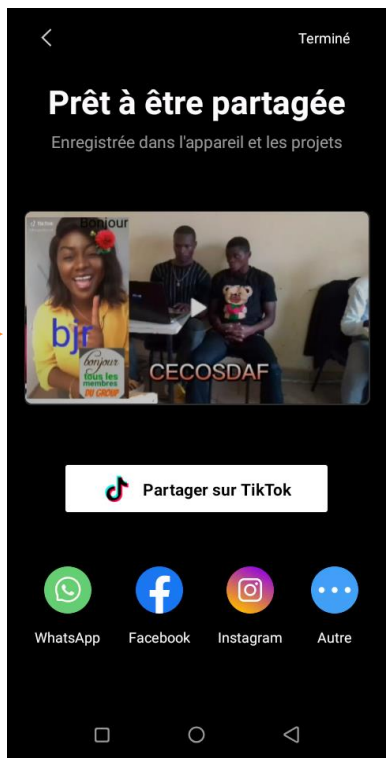 Terminé
Prêt à être partagée
Enregistrée dans l'appareil et les projets
TikTok
Bonjour
bjr
bonjour
tous les
membres
DU GROUP
CECOSDAF
Partager sur TikTok
WhatsApp
Facebook
Instagram
Autre